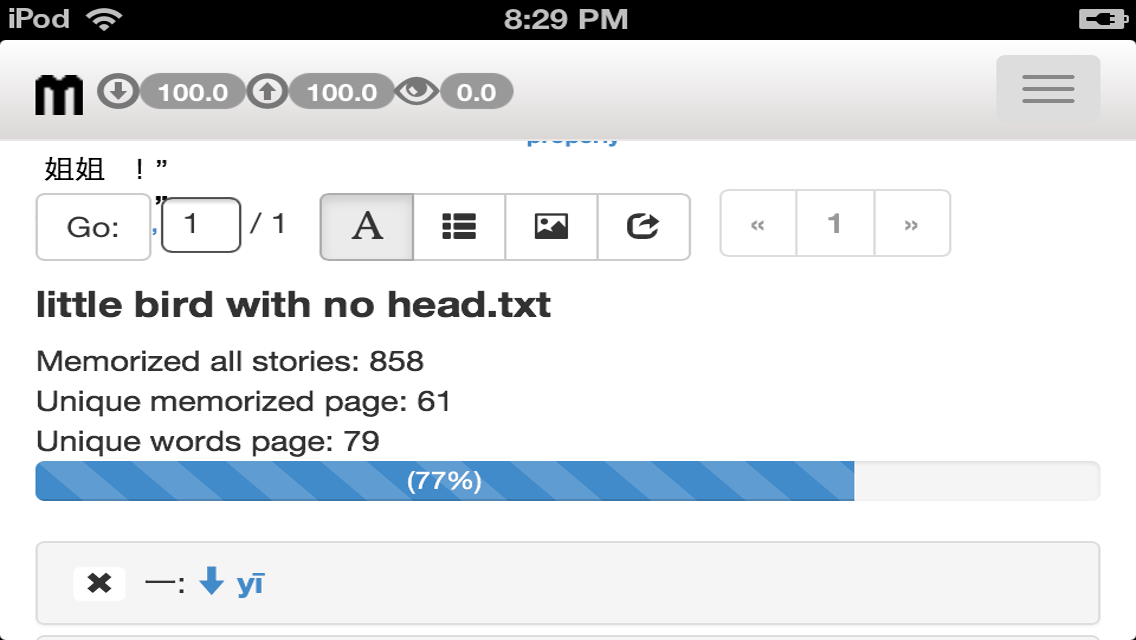 iPod 8:29 PM
m 100.0 100.0 0.0
property
姐姐 ！”
”
Go: , 1 / 1 A « 1 »
little bird with no head.txt
Memorized all stories: 858
Unique memorized page: 61
Unique words page: 79
(77%)
✖ 一: yī